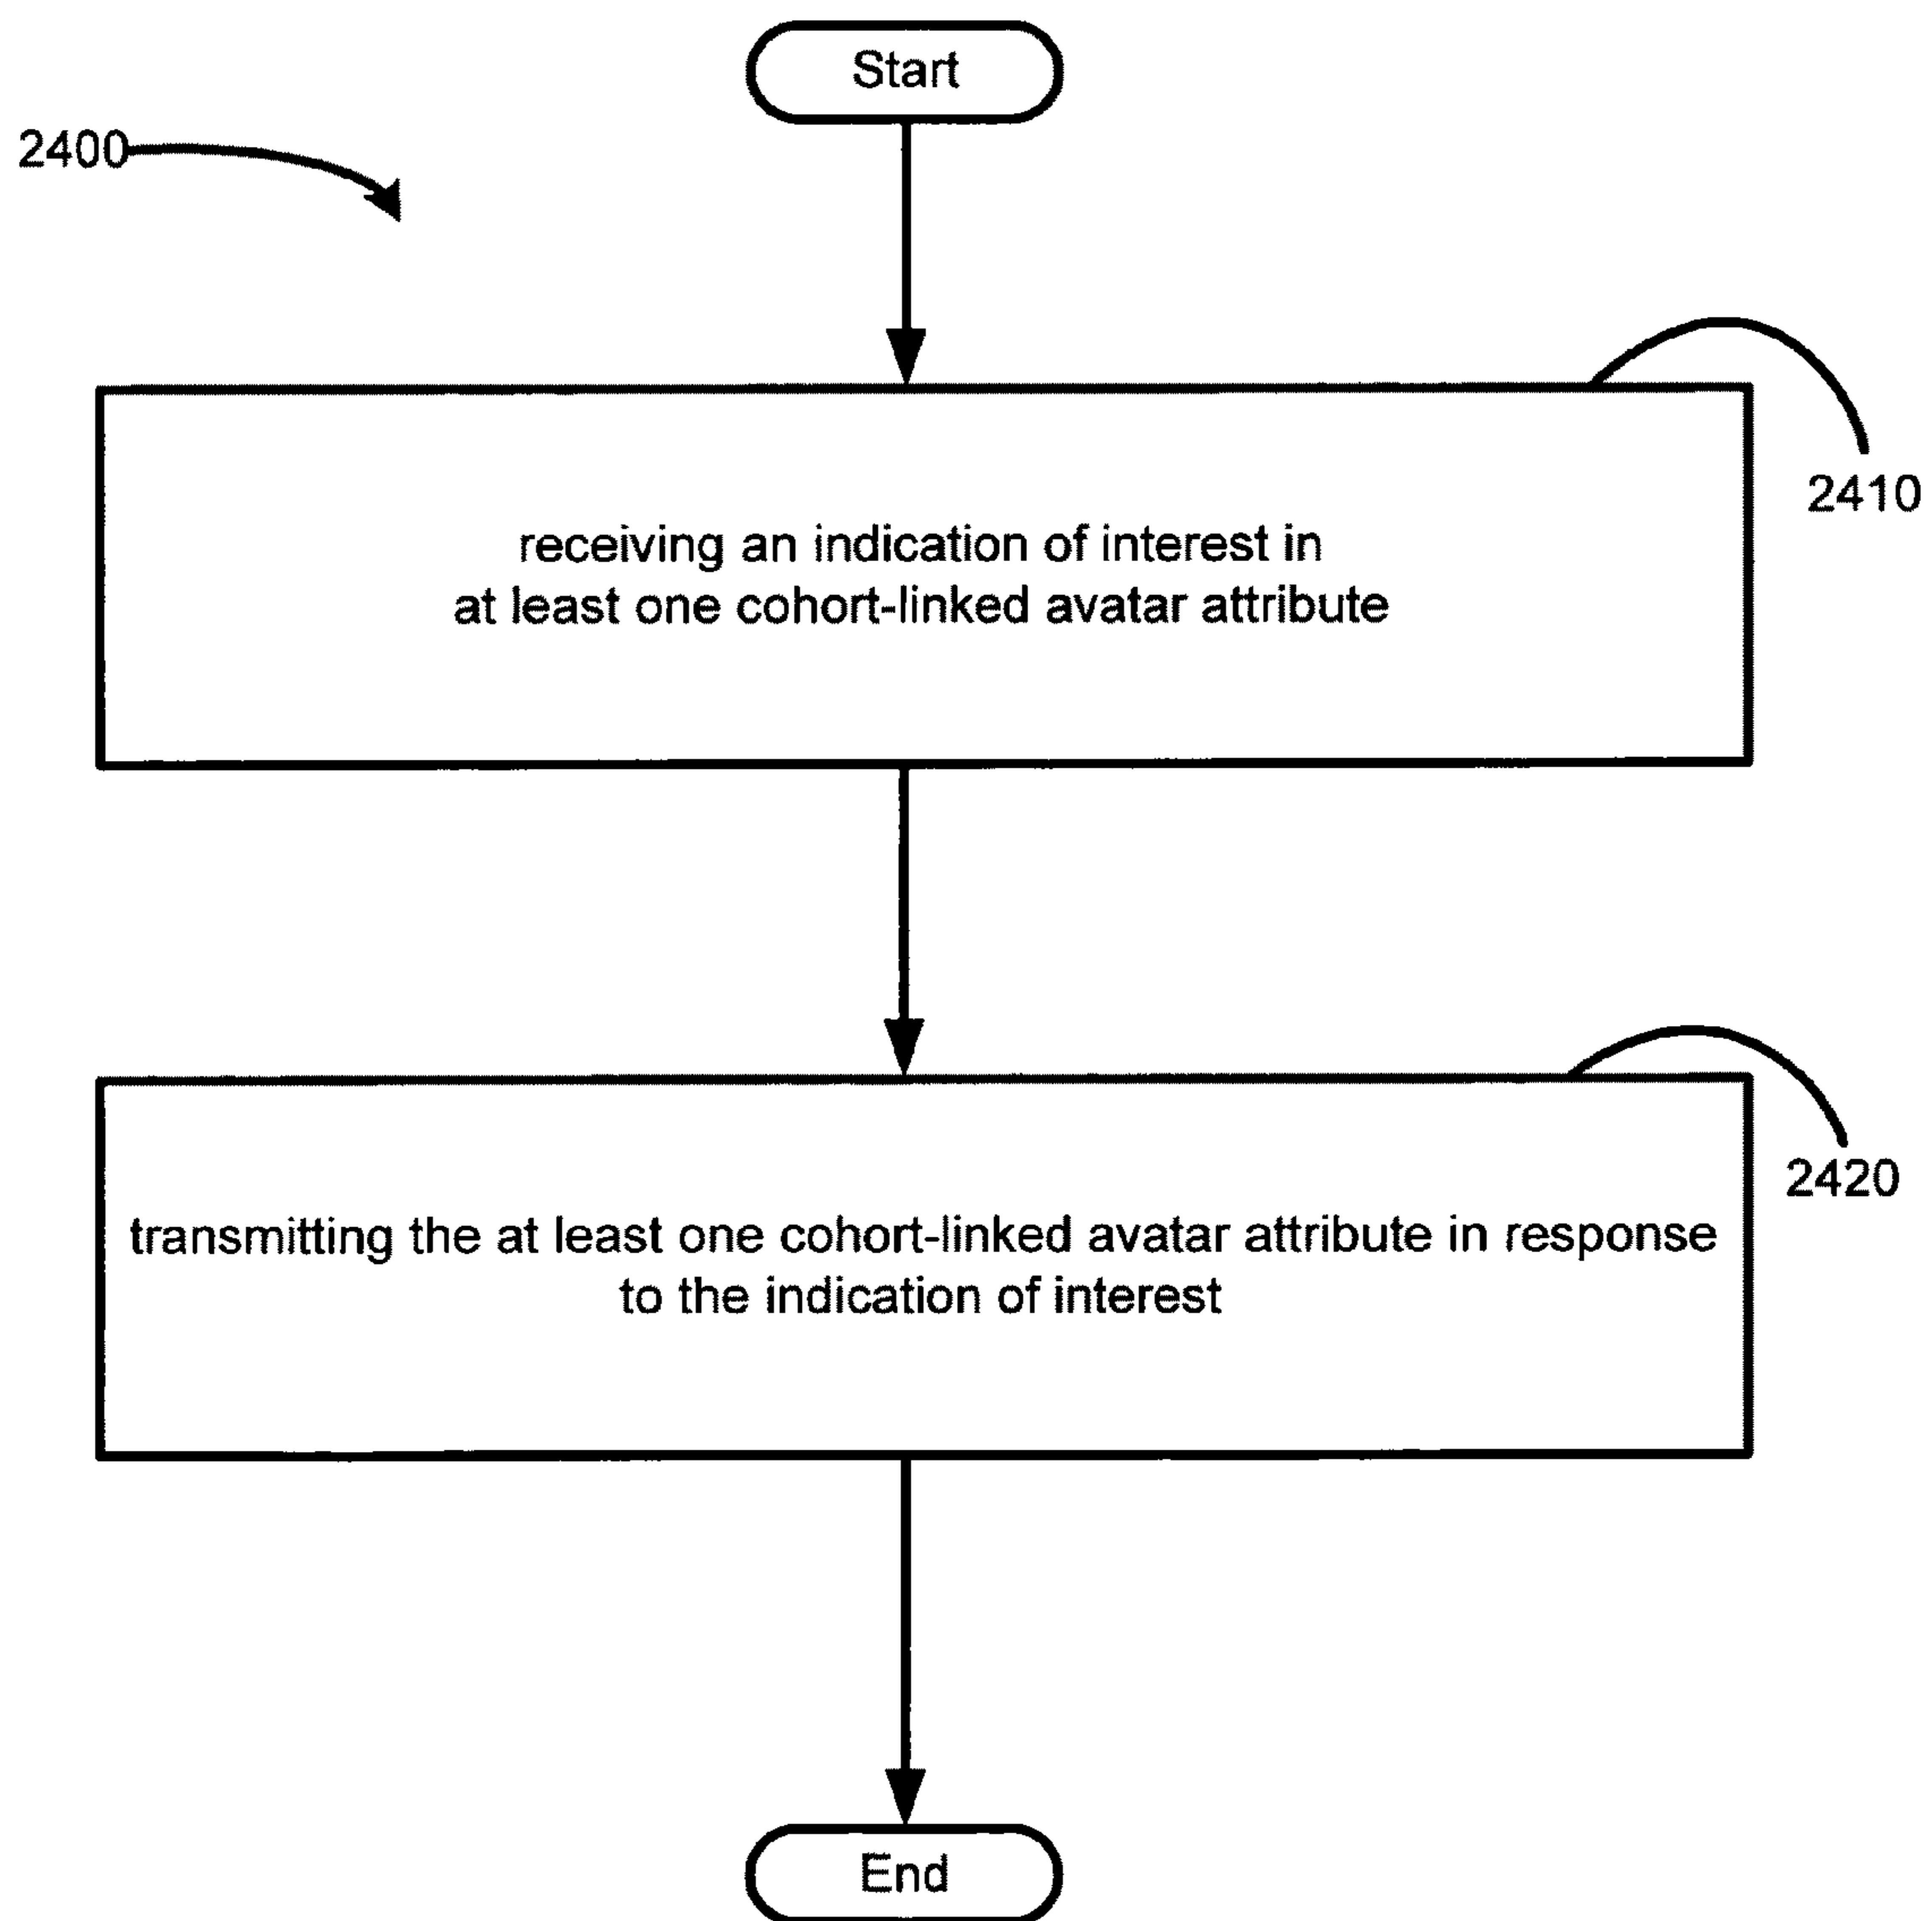 Start
2400
receiving an indication of interest in
at least one cohort-linked avatar attribute
2410
transmitting the at least one cohort-linked avatar attribute in response
to the indication of interest
2420
End